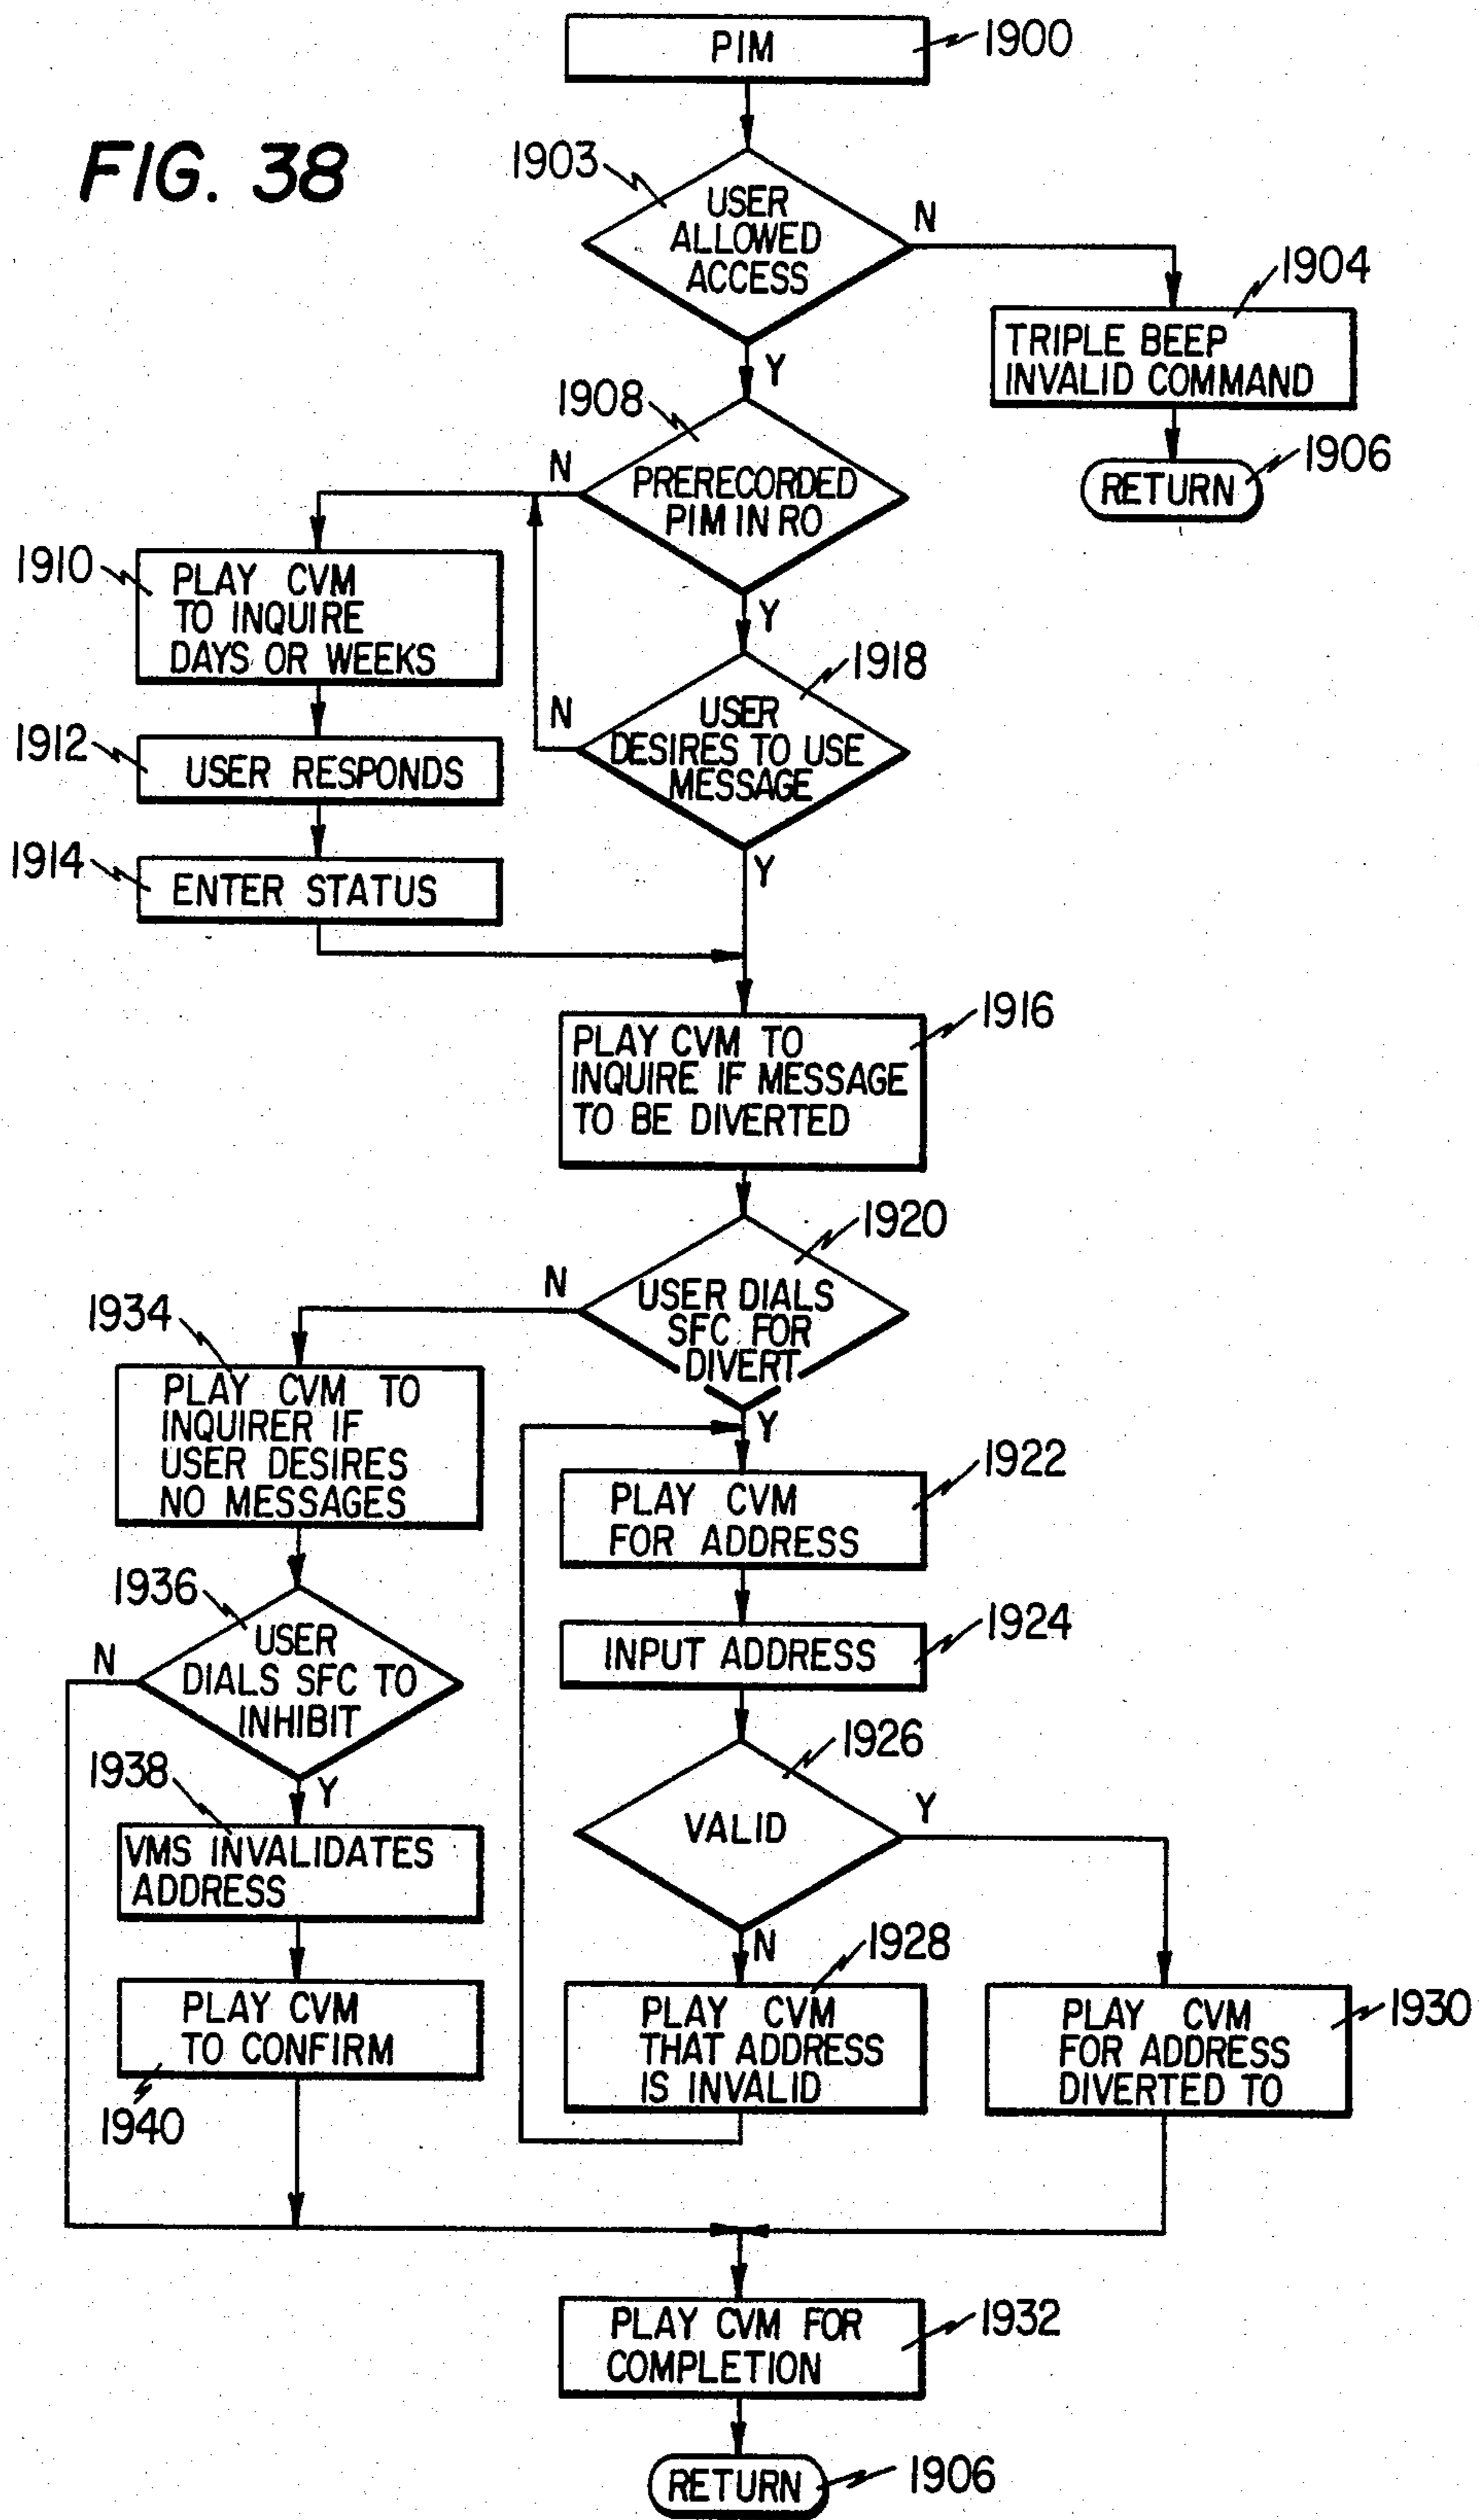 FIG. 38
PIM
1900
1903
USER
ALLOWED
ACCESS
N
Y
1904
TRIPLE BEEP
INVALID COMMAND
RETURN
1906
1908
PRERECORDED
PIM IN RO
N
Y
1910
PLAY CVM
TO INQUIRE
DAYS OR WEEKS
1912
USER RESPONDS
1914
ENTER STATUS
1918
USER
DESIRES TO USE
MESSAGE
N
Y
1916
PLAY CVM TO
INQUIRE IF MESSAGE
TO BE DIVERTED
1920
USER DIALS
SFC FOR
DIVERT
N
Y
1934
PLAY CVM TO
INQUIRER IF
USER DESIRES
NO MESSAGES
1922
PLAY CVM
FOR ADDRESS
1936
USER
DIALS SFC TO
INHIBIT
N
Y
1924
INPUT ADDRESS
1926
VALID
Y
N
1938
VMS INVALIDATES
ADDRESS
1940
PLAY CVM
TO CONFIRM
1928
PLAY CVM
THAT ADDRESS
IS INVALID
1930
PLAY CVM
FOR ADDRESS
DIVERTED TO
1932
PLAY CVM FOR
COMPLETION
RETURN
1906